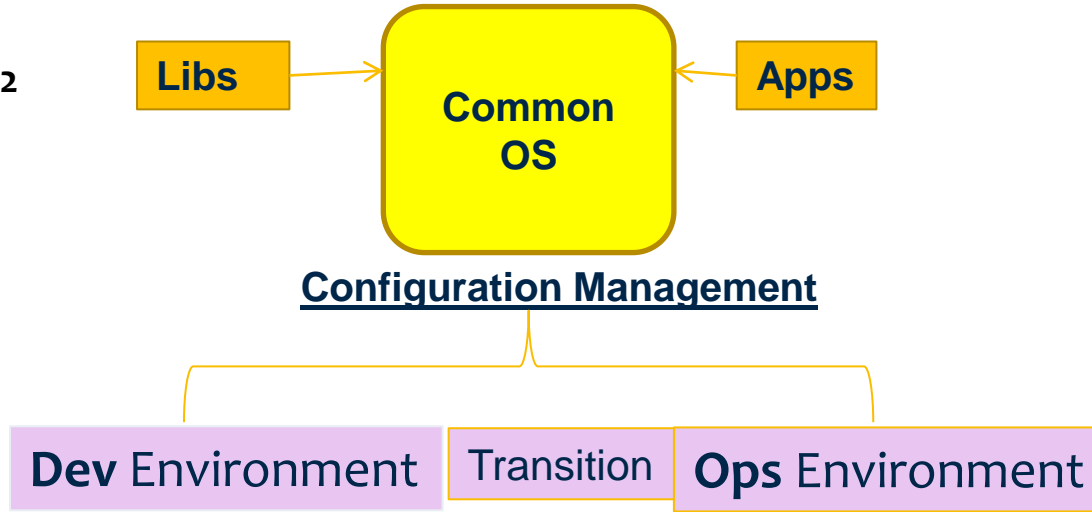 2
Libs
Common
OS
Apps
Configuration Management
Dev Environment
Transition
Ops Environment